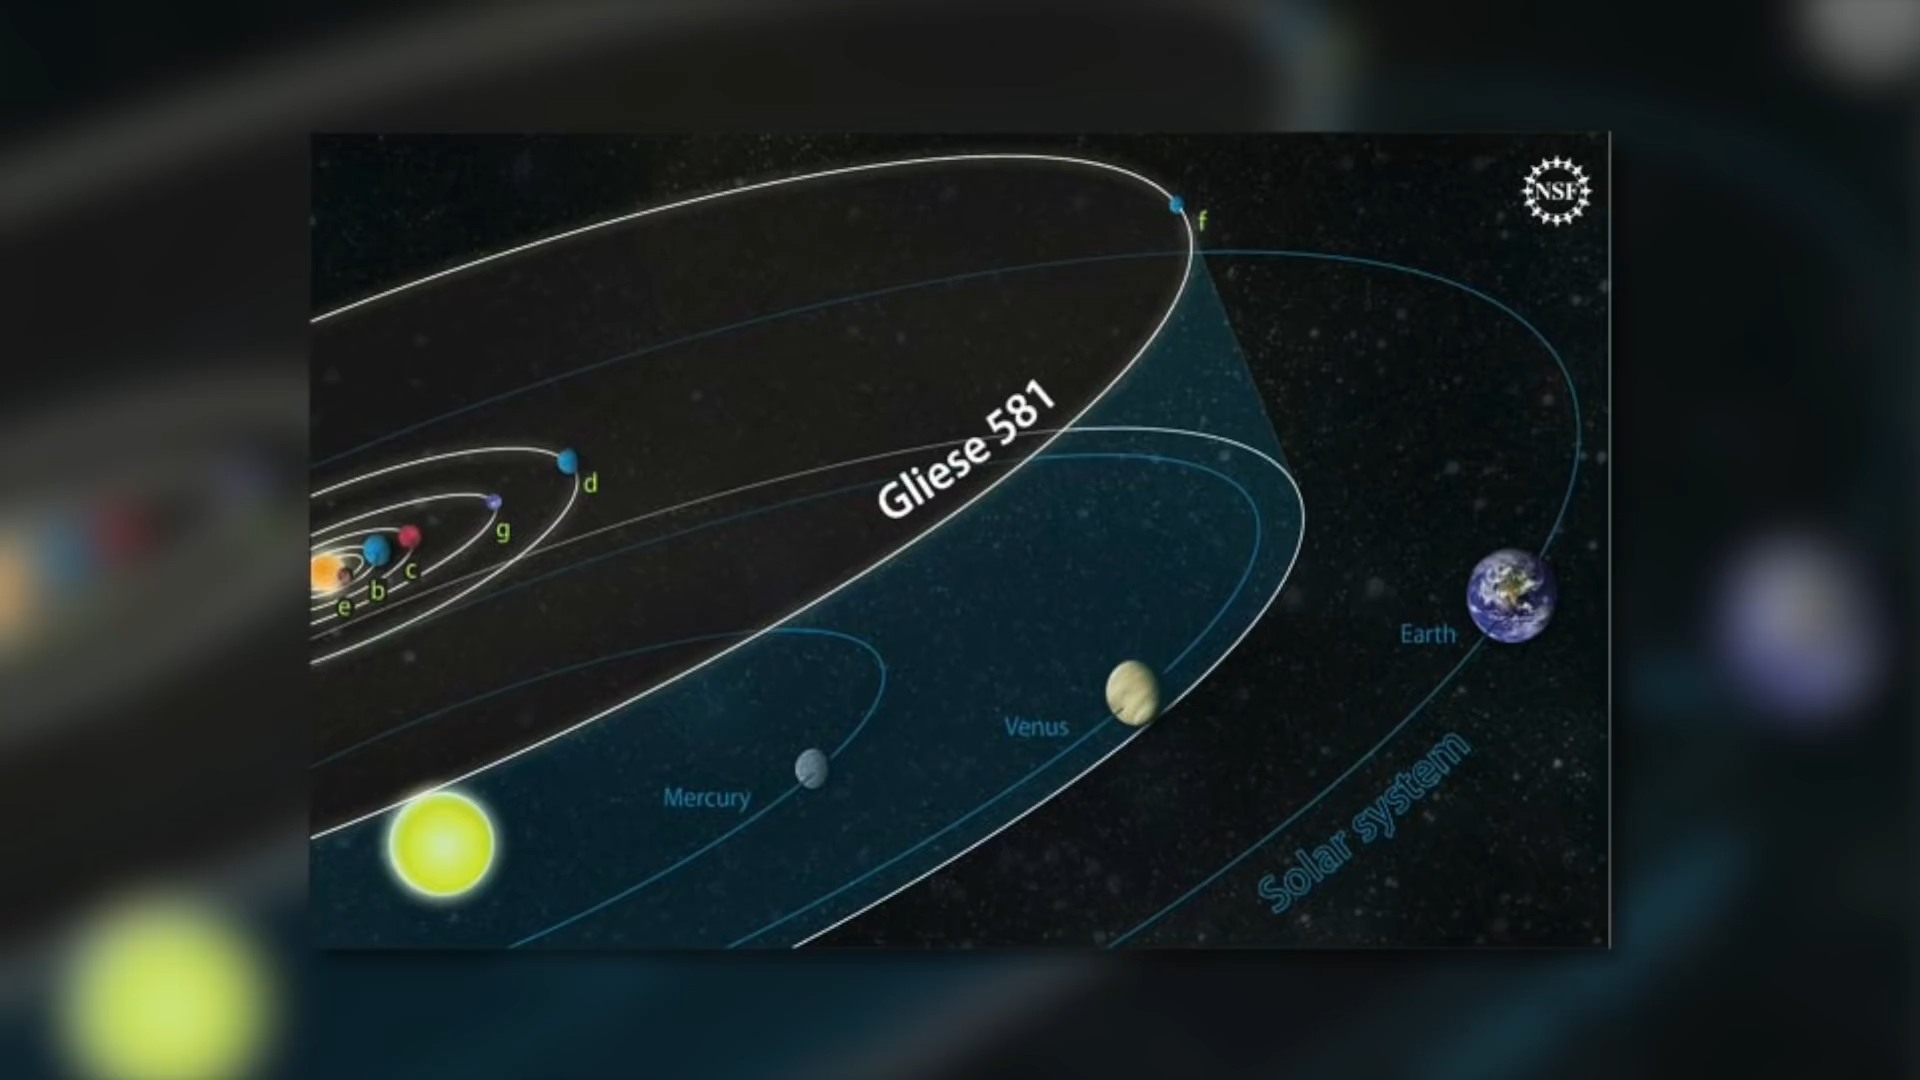 NSF
f
Gliese 581
d
g
c
b
e
Earth
Venus
Mercury
Solar system